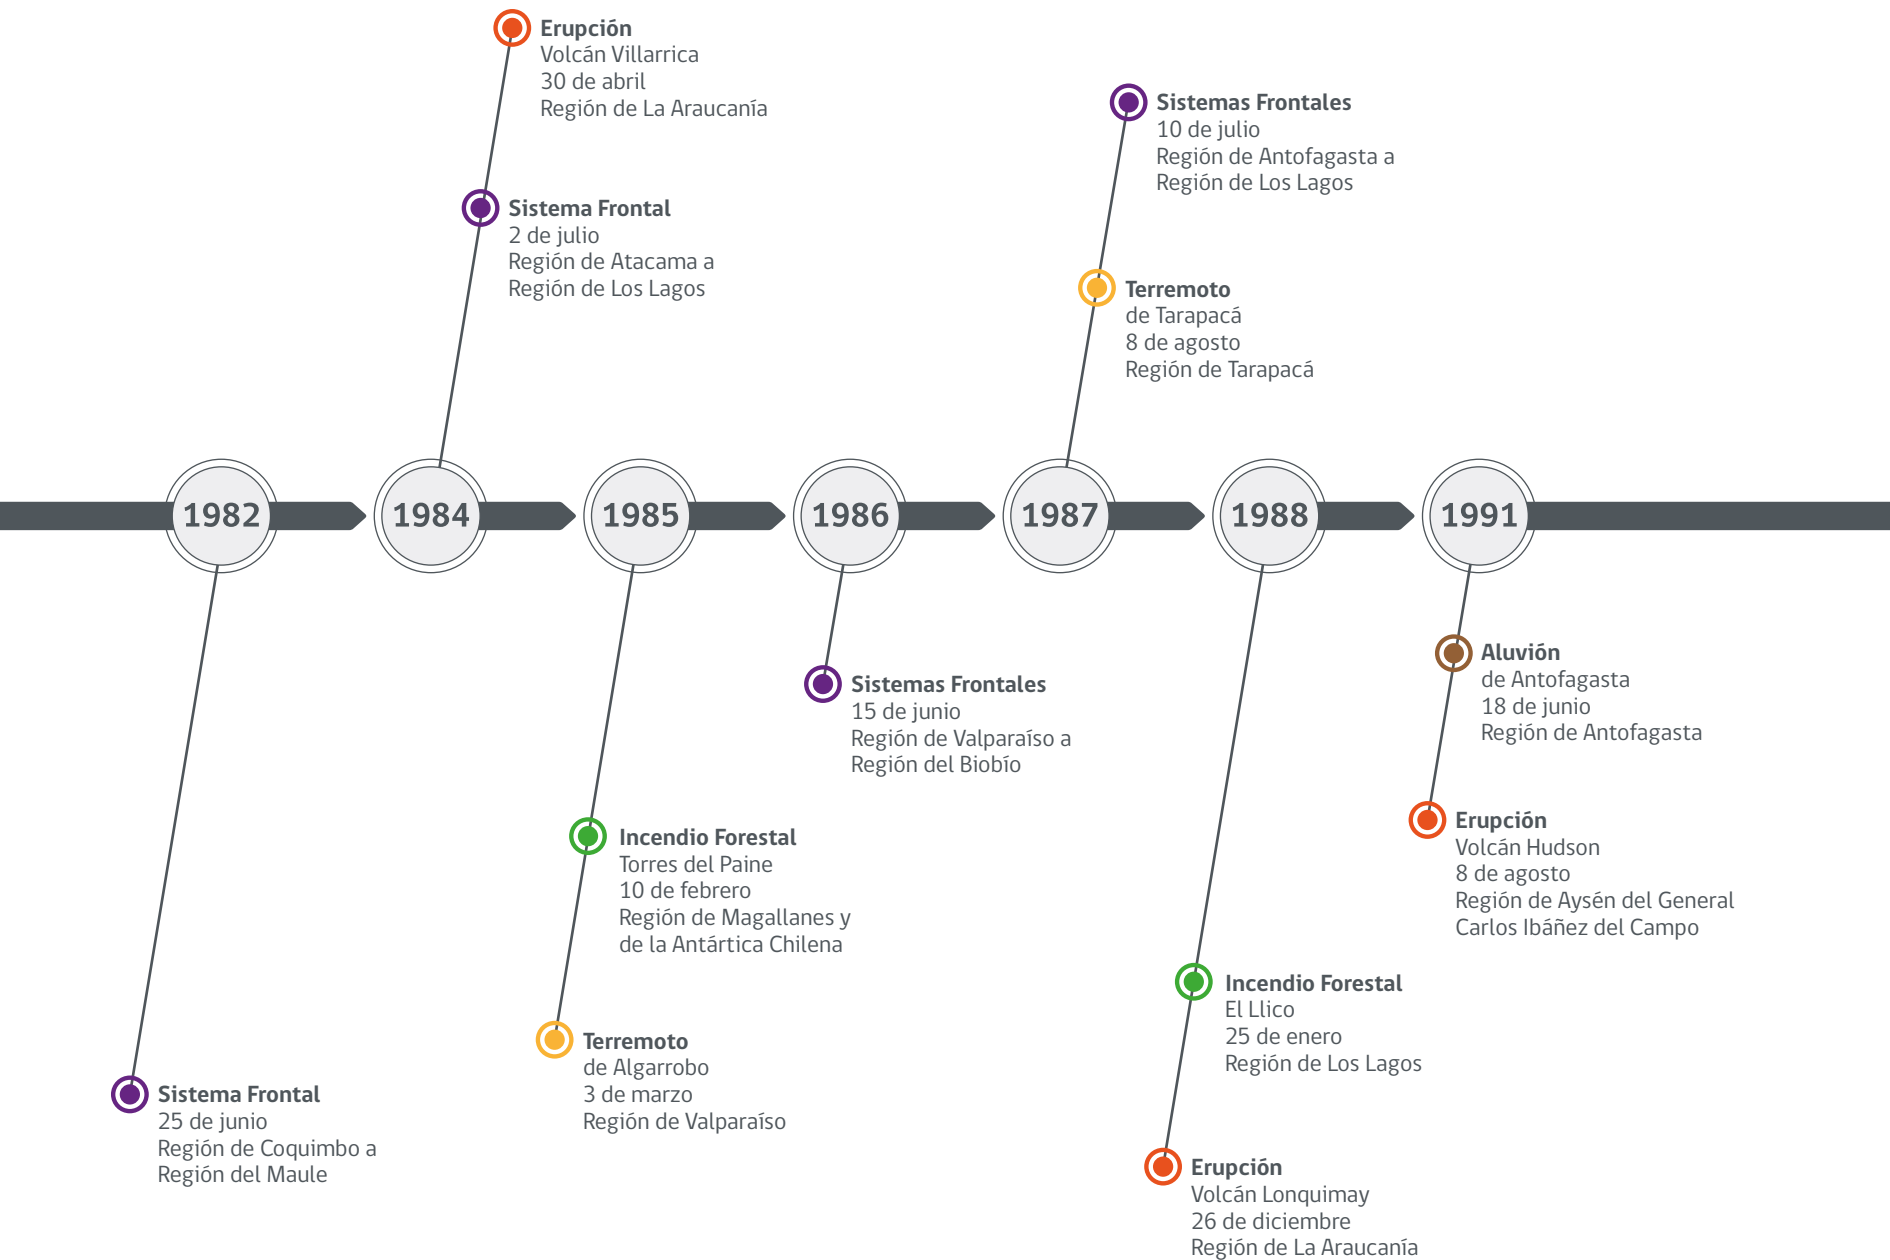 Erupción
Volcán Villarrica
30 de abril
Región de La Araucanía
Sistema Frontal
2 de julio
Región de Atacama a
Región de Los Lagos
Sistemas Frontales
10 de julio
Región de Antofagasta a
Región de Los Lagos
Terremoto
de Tarapacá
8 de agosto
Región de Tarapacá
1982
1984
1985
1986
1987
1988
1991
Sistema Frontal
25 de junio
Región de Coquimbo a
Región del Maule
Incendio Forestal
Torres del Paine
10 de febrero
Región de Magallanes y
de la Antártica Chilena
Terremoto
de Algarrobo
3 de marzo
Región de Valparaíso
Sistemas Frontales
15 de junio
Región de Valparaíso a
Región del Biobío
Incendio Forestal
El Llico
25 de enero
Región de Los Lagos
Erupción
Volcán Lonquimay
26 de diciembre
Región de La Araucanía
Aluvión
de Antofagasta
18 de junio
Región de Antofagasta
Erupción
Volcán Hudson
8 de agosto
Región de Aysén del General
Carlos Ibáñez del Campo